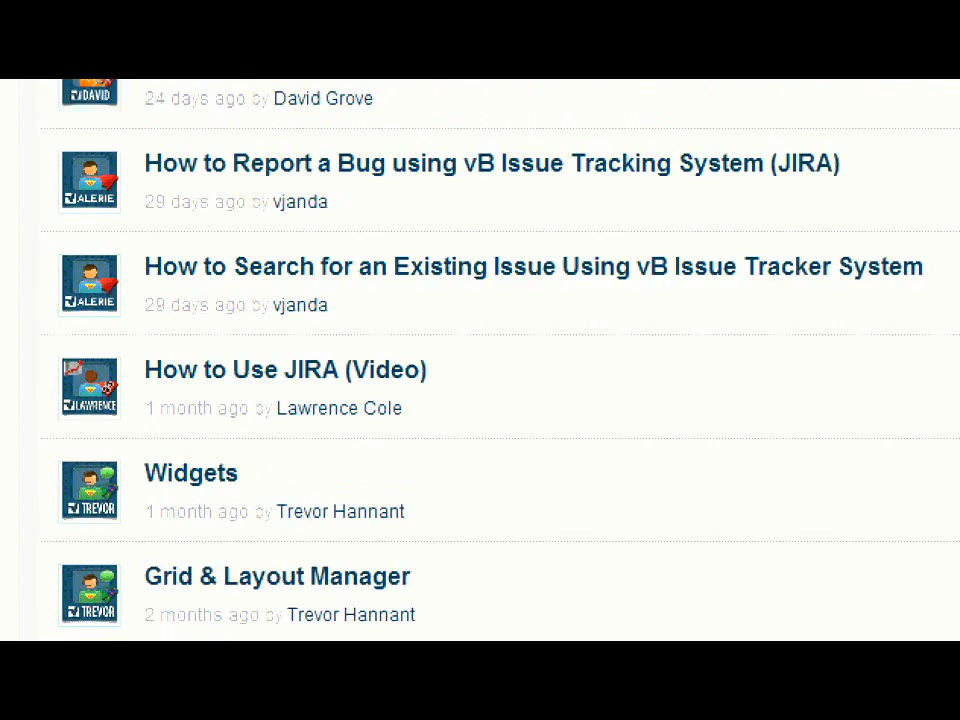 DAVID
24 days ago by David Grove
How to Report a Bug using vB Issue Tracking System (JIRA)
ALERIE
29 days ago by vjanda
How to Search for an Existing Issue Using vB Issue Tracker System
ALERIE
29 days ago by vjanda
How to Use JIRA (Video)
LAWRENCE
1 month ago by Lawrence Cole
Widgets
TREVOR
1 month ago by Trevor Hannant
Grid & Layout Manager
TREVOR
2 months ago by Trevor Hannant